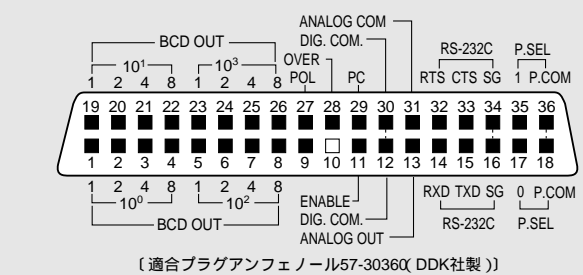 ANALOG COM
BCD OUT DIG. COM.
10¹ 10³ OVER RS-232C P.SEL
1 2 4 8 1 2 4 8 POL PC RTS CTS SG 1 P.COM
19 20 21 22 23 24 25 26 27 28 29 30 31 32 33 34 35 36
1 2 3 4 5 6 7 8 9 10 11 12 13 14 15 16 17 18
1 2 4 8 1 2 4 8 ENABLE RXD TXD SG 0 P.COM
10⁰ 10² DIG. COM. RS-232C P.SEL
BCD OUT ANALOG OUT
〔適合プラグアンフェノール57-30360(DDK社製)〕